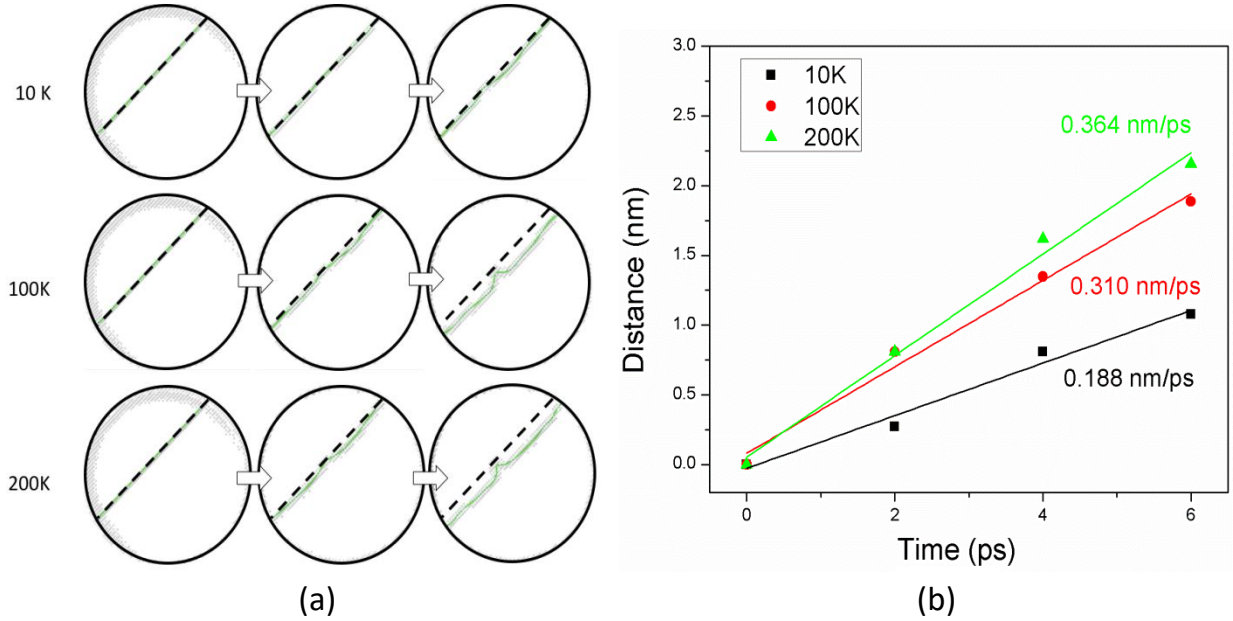 10 K
100K
200K
(a)
3.0
2.5
2.0
1.5
1.0
0.5
0.0
Distance (nm)
10K
100K
200K
0.364 nm/ps
0.310 nm/ps
0.188 nm/ps
0
2
4
6
Time (ps)
(b)